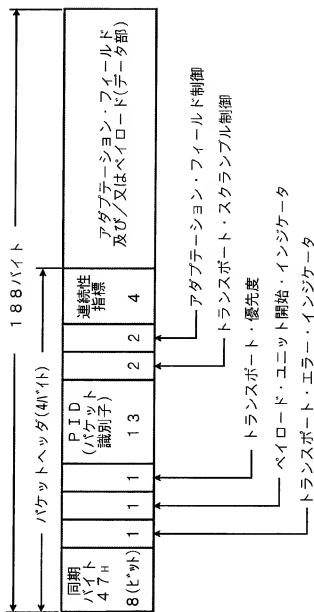 188バイト
パケットヘッダ(4バイト)
同期
バイト
47H
8(ビット)
1
1
1
PID
(パケット
識別子)
13
2
2
連続性
指標
4
アダプテーション・フィールド
及び/又はペイロード(データ部)
アダプテーション・フィールド制御
トランスポート・スクランブル制御
トランスポート・優先度
ペイロード・ユニット開始・インジケータ
トランスポート・エラー・インジケータ